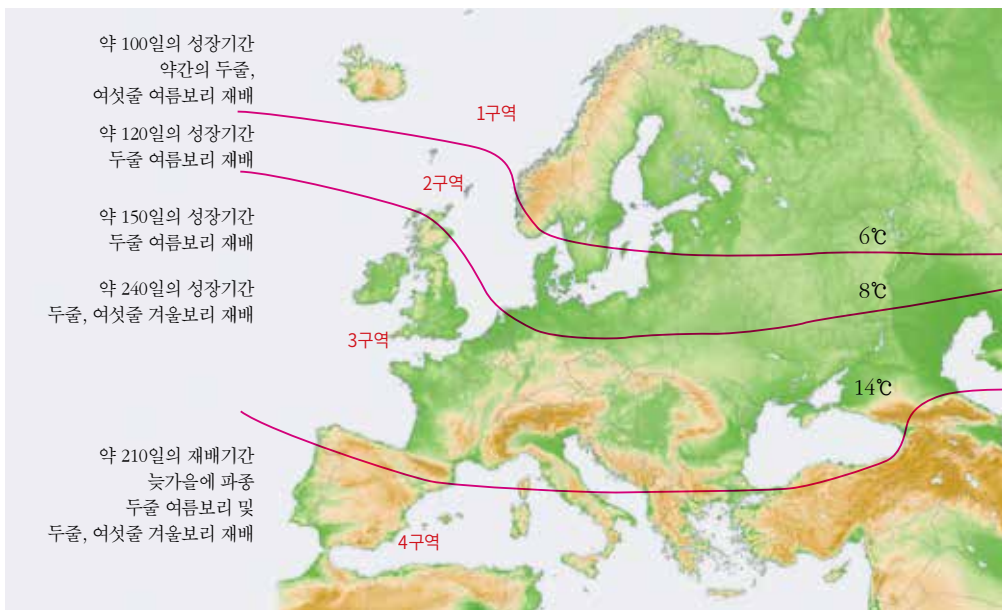 약 100일의 성장기간
약간의 두줄,
여섯줄 여름보리 재배
1구역
약 120일의 성장기간
두줄 여름보리 재배
2구역
약 150일의 성장기간
두줄 여름보리 재배
6℃
약 240일의 성장기간
두줄, 여섯줄 겨울보리 재배
8℃
3구역
14℃
약 210일의 재배기간
늦가을에 파종
두줄 여름보리 및
두줄, 여섯줄 겨울보리 재배
4구역